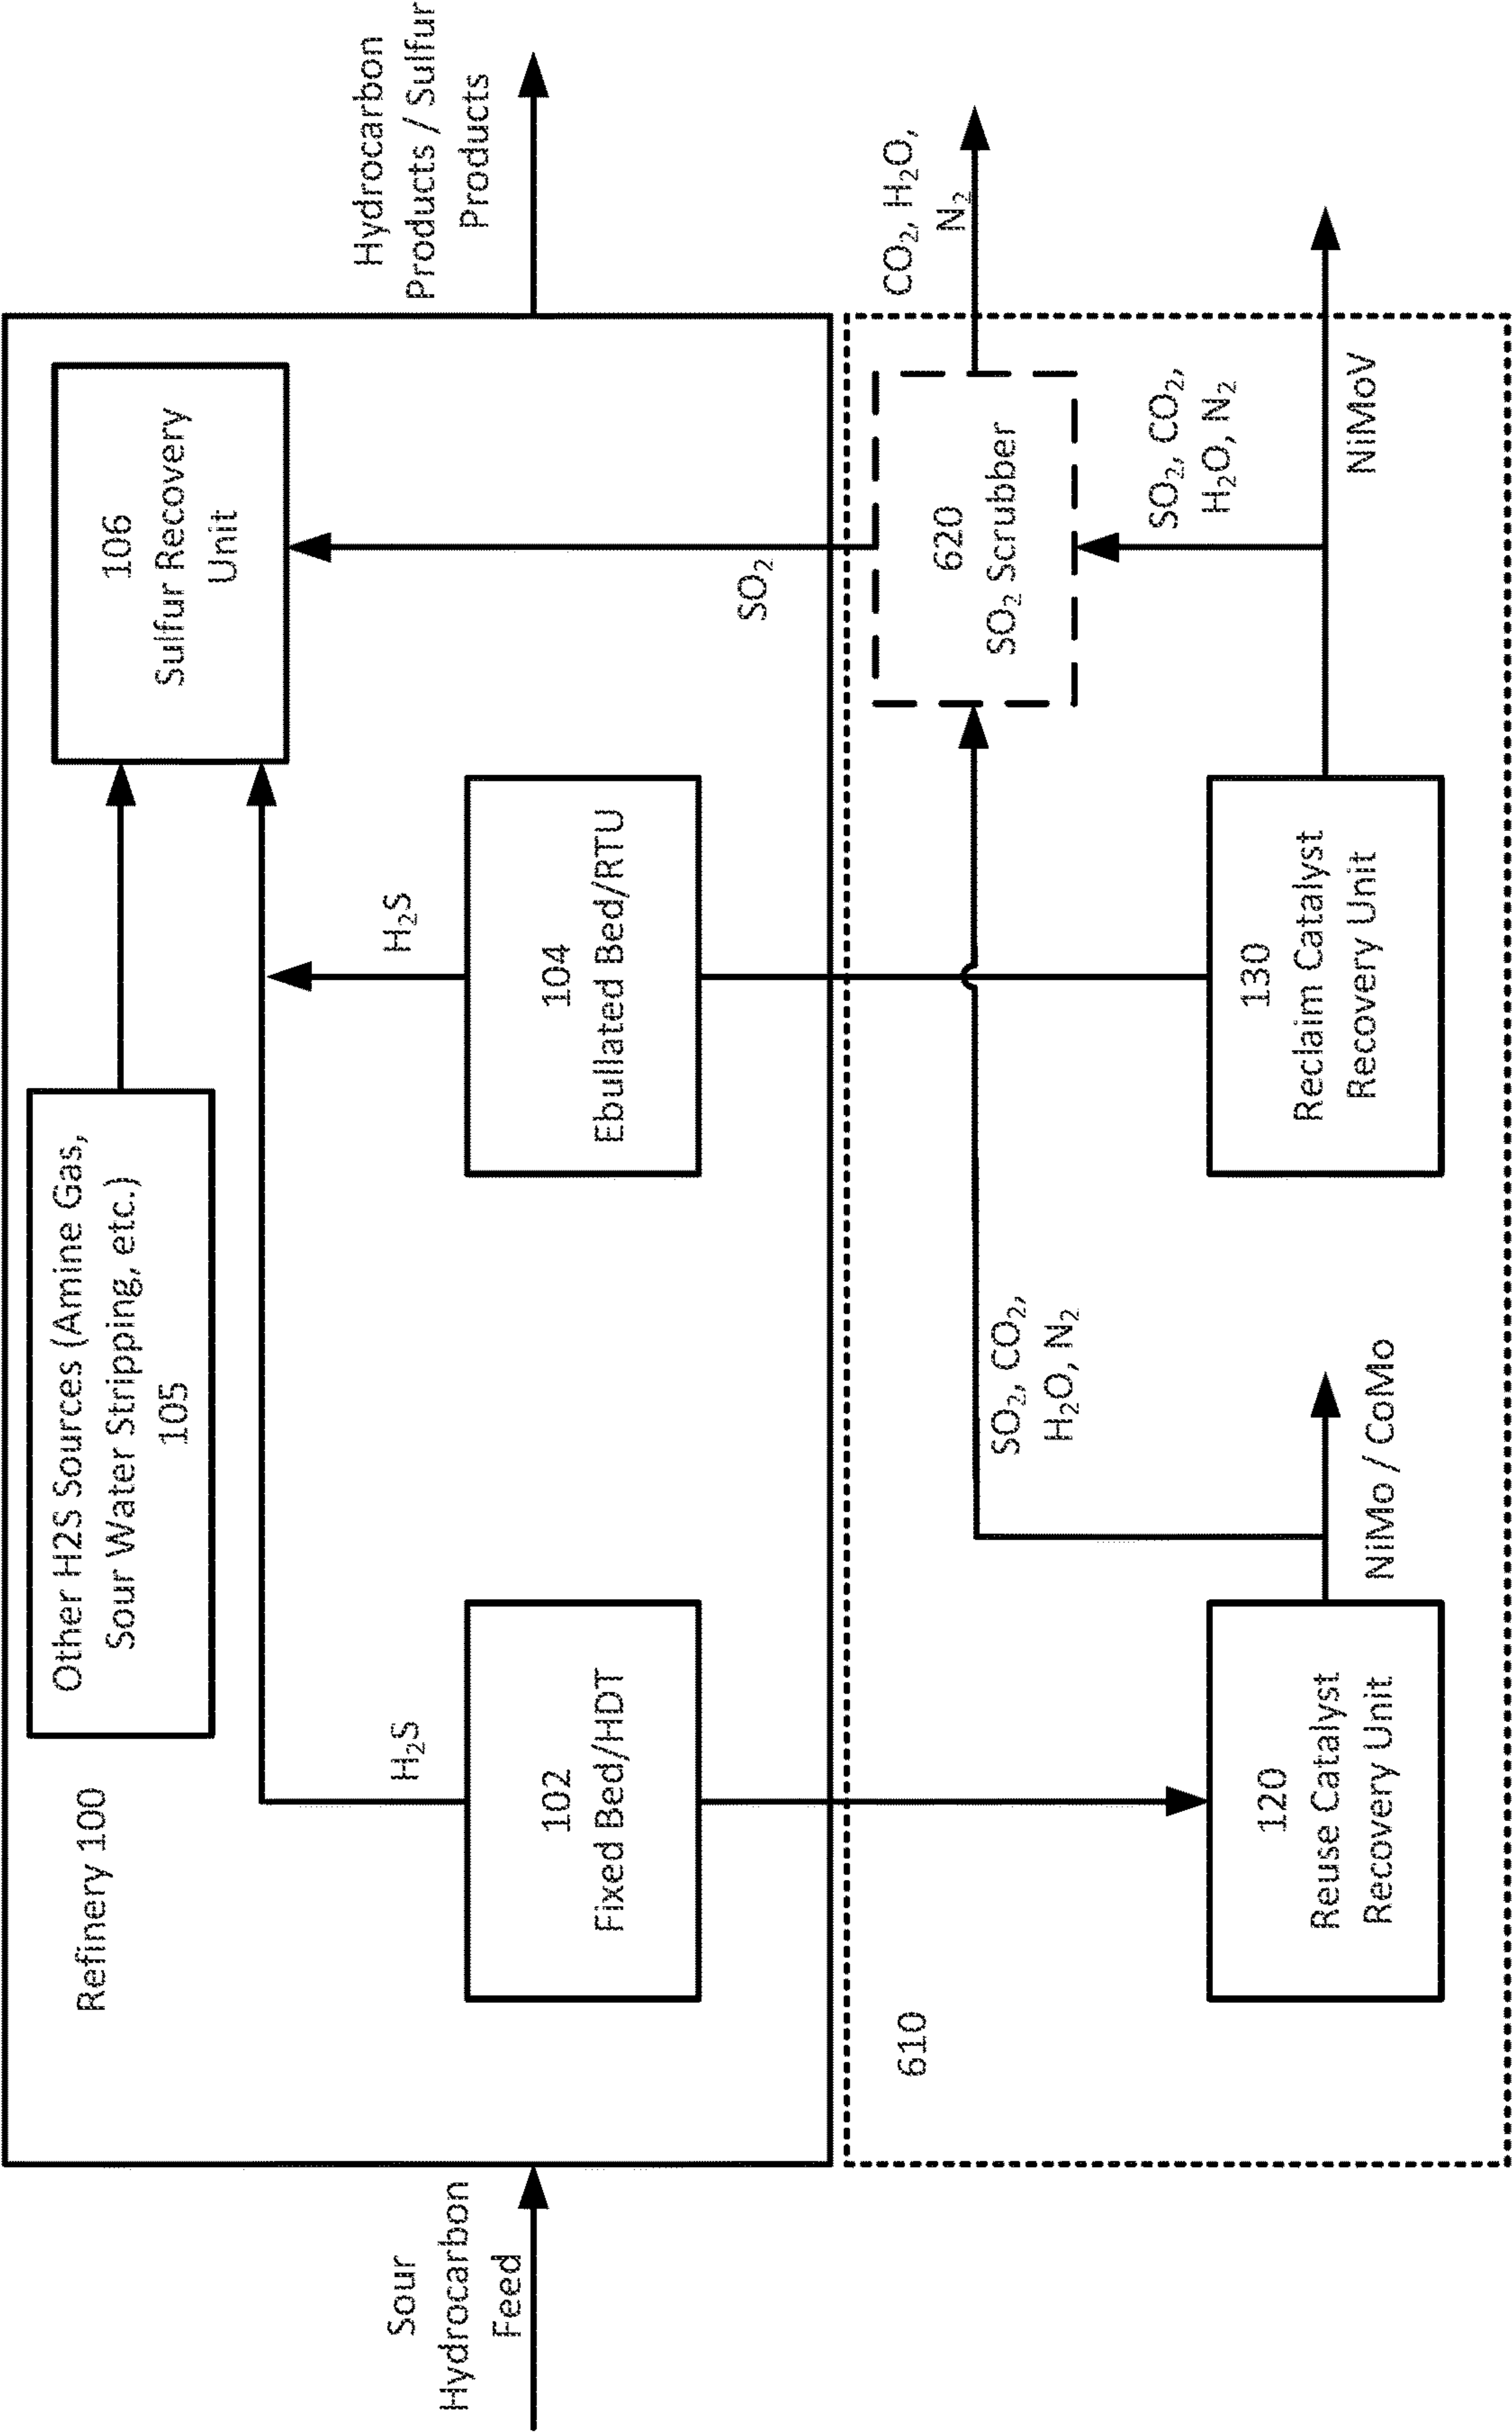 Refinery 100
Other H2S Sources (Amine Gas,
Sour Water Stripping, etc.)
105
106
Sulfur Recovery
Unit
H₂S
H₂S
Sour
Hydrocarbon
Feed
102
Fixed Bed/HDT
104
Ebullated Bed/RTU
Hydrocarbon
Products / Sulfur
Products
SO₂
610
SO₂, CO₂,
H₂O, N₂
620
SO₂ Scrubber
CO₂, H₂O,
N₂
SO₂, CO₂,
H₂O, N₂
120
Reuse Catalyst
Recovery Unit
NiMo / CoMo
130
Reclaim Catalyst
Recovery Unit
NiMoV